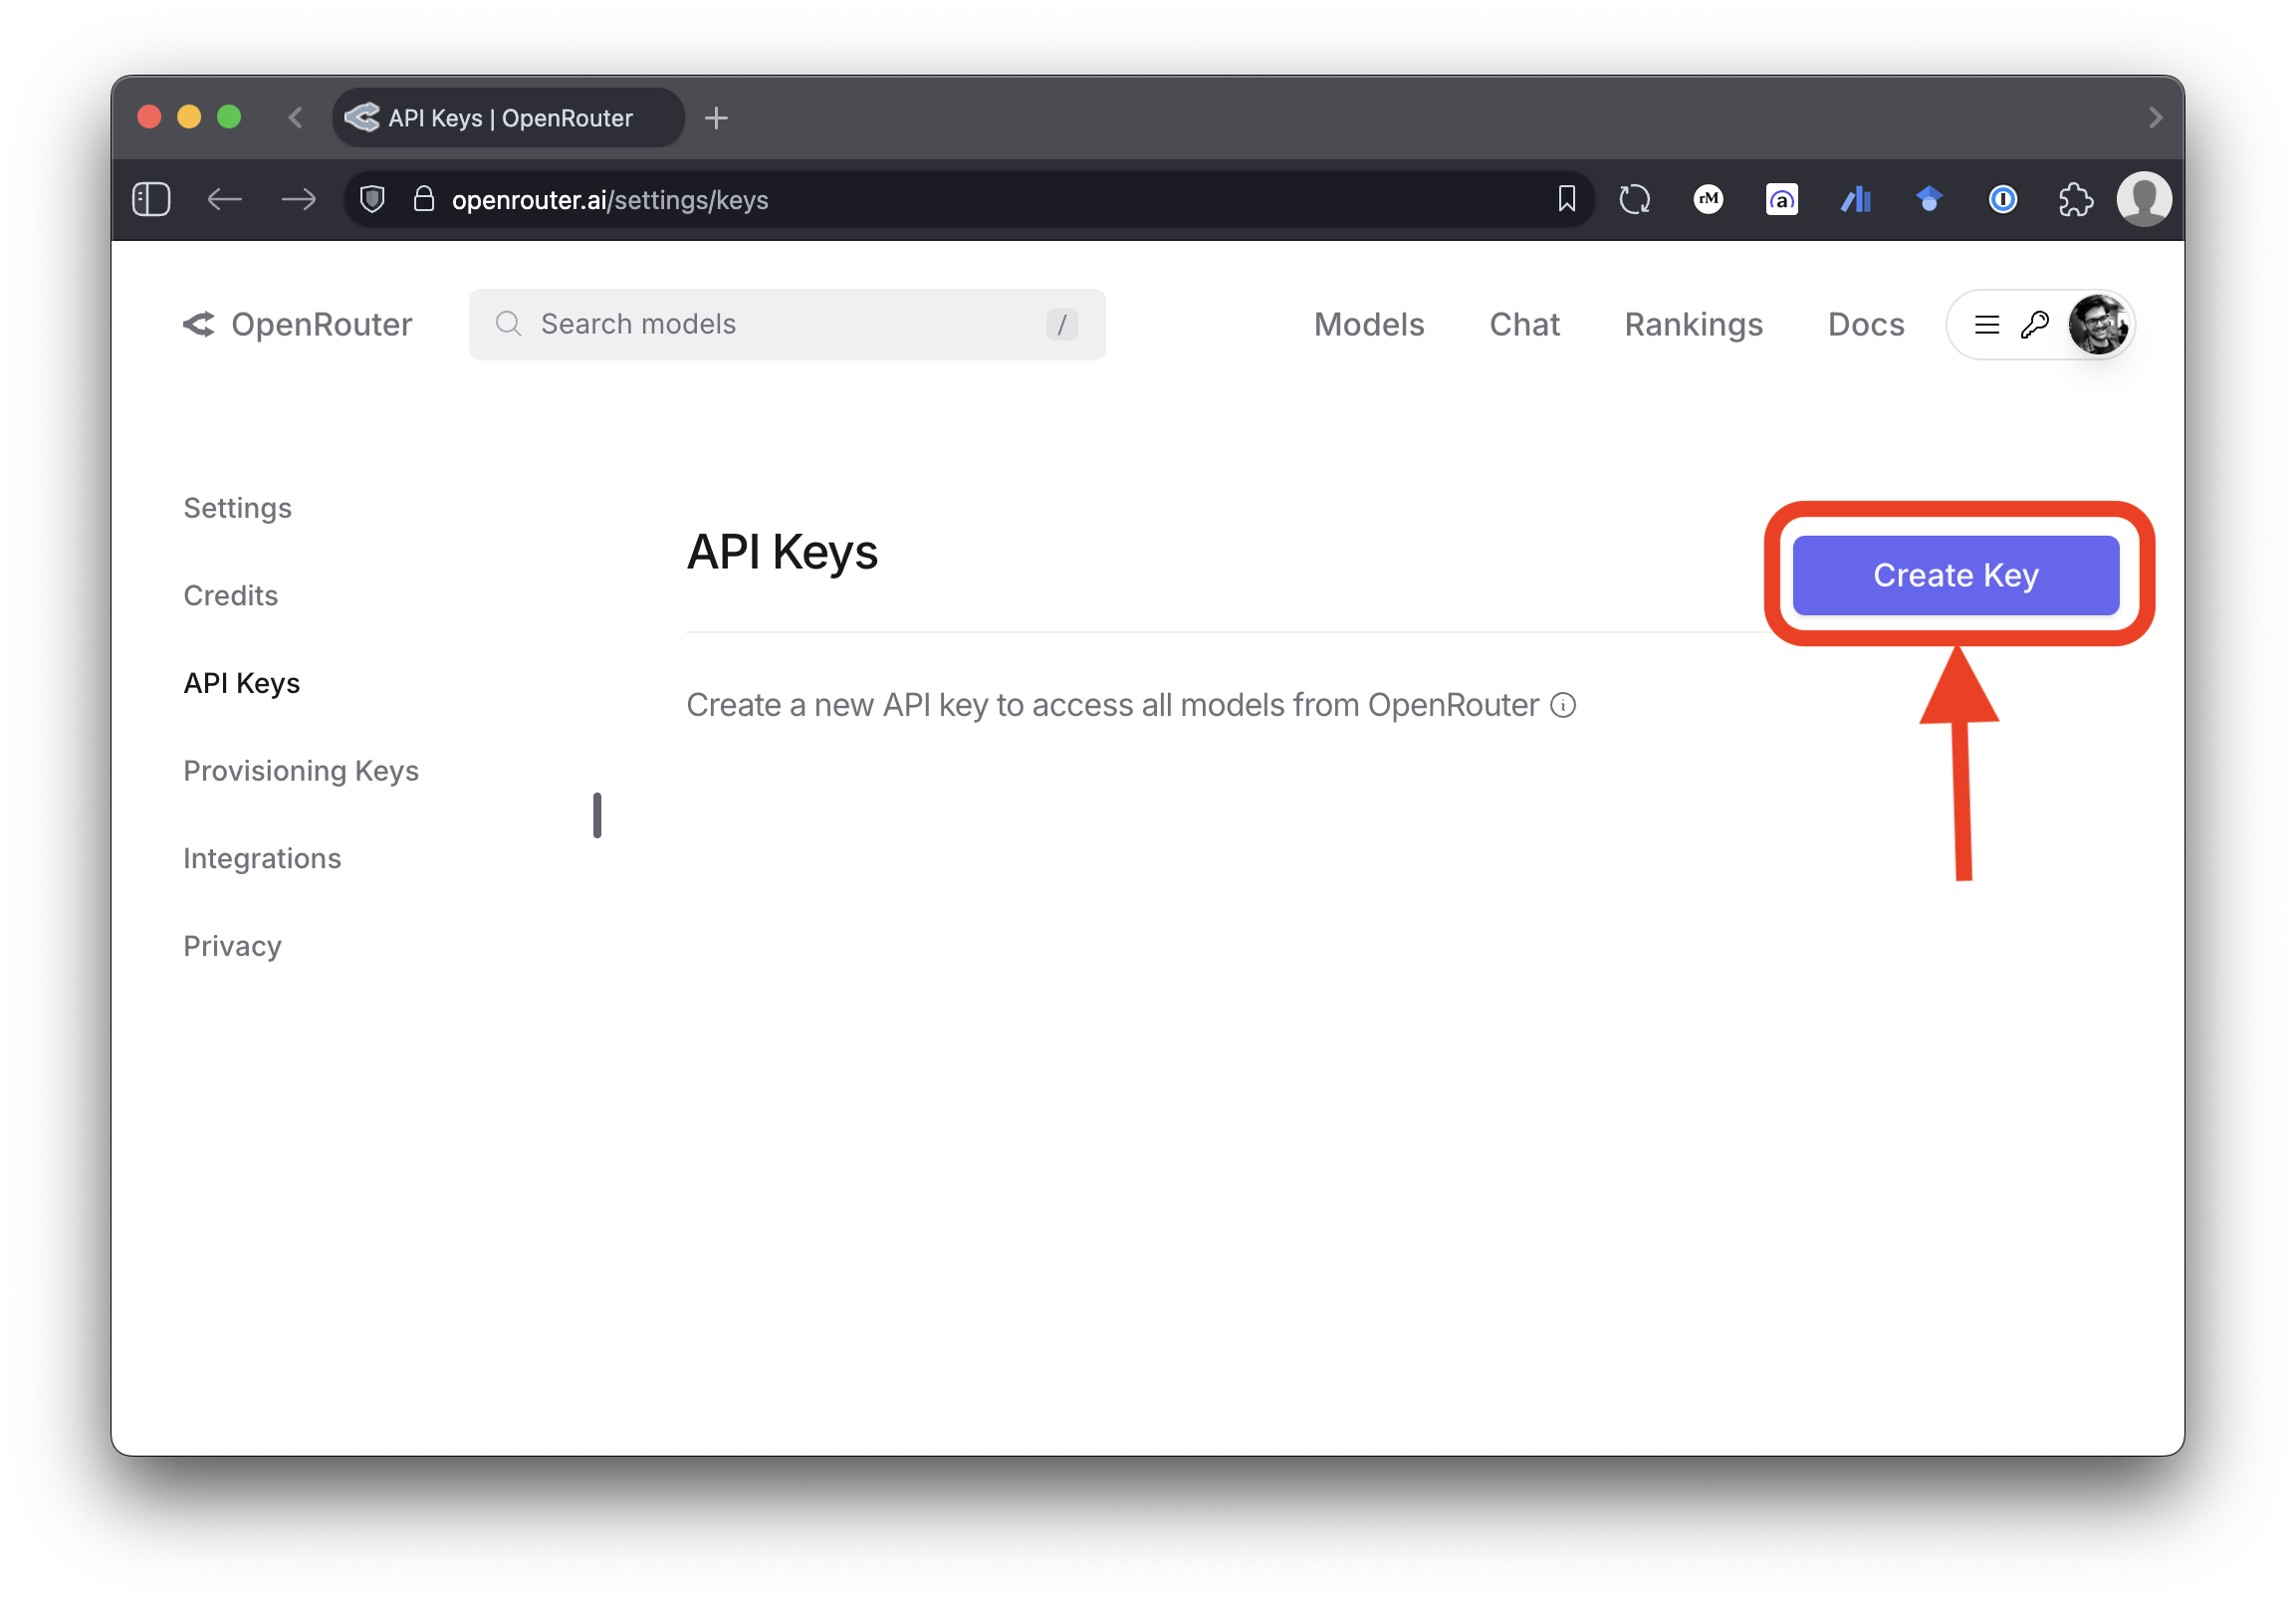 API Keys | OpenRouter
openrouter.ai/settings/keys
rM
a
OpenRouter
Search models
/
Models
Chat
Rankings
Docs
Settings
Credits
API Keys
Provisioning Keys
Integrations
Privacy
API Keys
Create Key
Create a new API key to access all models from OpenRouter